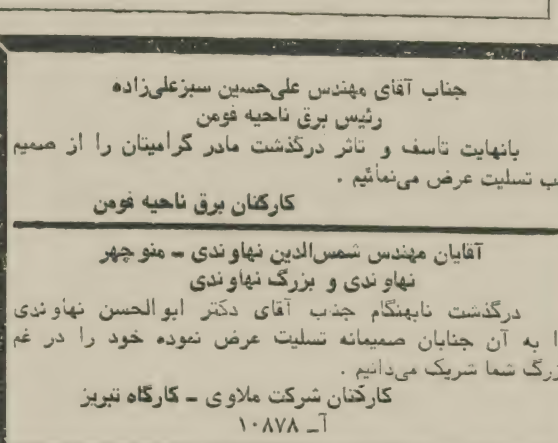 جناب آقای مهندس علی‌حسین سبزعلی‌زاده
رئیس برق ناحیه فومن
بانهایت تاسف و تاثر درگذشت مادر گرامیتان را از صمیم
تسلیت عرض می‌نمائیم .
کارکنان برق ناحیه فومن
آقایان مهندس شمس‌الدین نهاوندی ـ منوچهر
نهاوندی و بزرگ نهاوندی
درگذشت نابهنگام جناب آقای دکتر ابوالحسن نهاوندی
به آن جنابان صمیمانه تسلیت عرض نموده خود را در غم
شما شریک می‌دانیم .
کارکنان شرکت ملاوی ـ کارگاه تبریز
آـ ۱۰۸۷۸